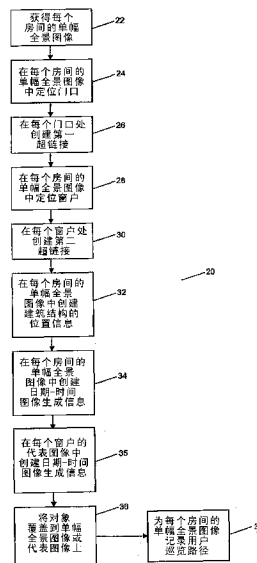 获得每个
房间的单幅
全景图像
22
在每个房间的
单幅全景图像
中定位门口
24
在每个门口处
创建第一
超链接
26
在每个房间的
单幅全景图像
中定位窗户
28
在每个窗户处
创建第二
超链接
30
20
在每个房间的
单幅全景
图像中创建
建筑结构的
位置信息
32
在每个房间的
单幅全景
图像中创建
日期-时间
图像生成信息
34
在每个窗户的
代表图像中
创建日期-时间
图像生成信息
35
将对象
覆盖到单幅
全景图像或
代表图像上
36
为每个房间的
单幅全景图像
记录用户
巡览路径